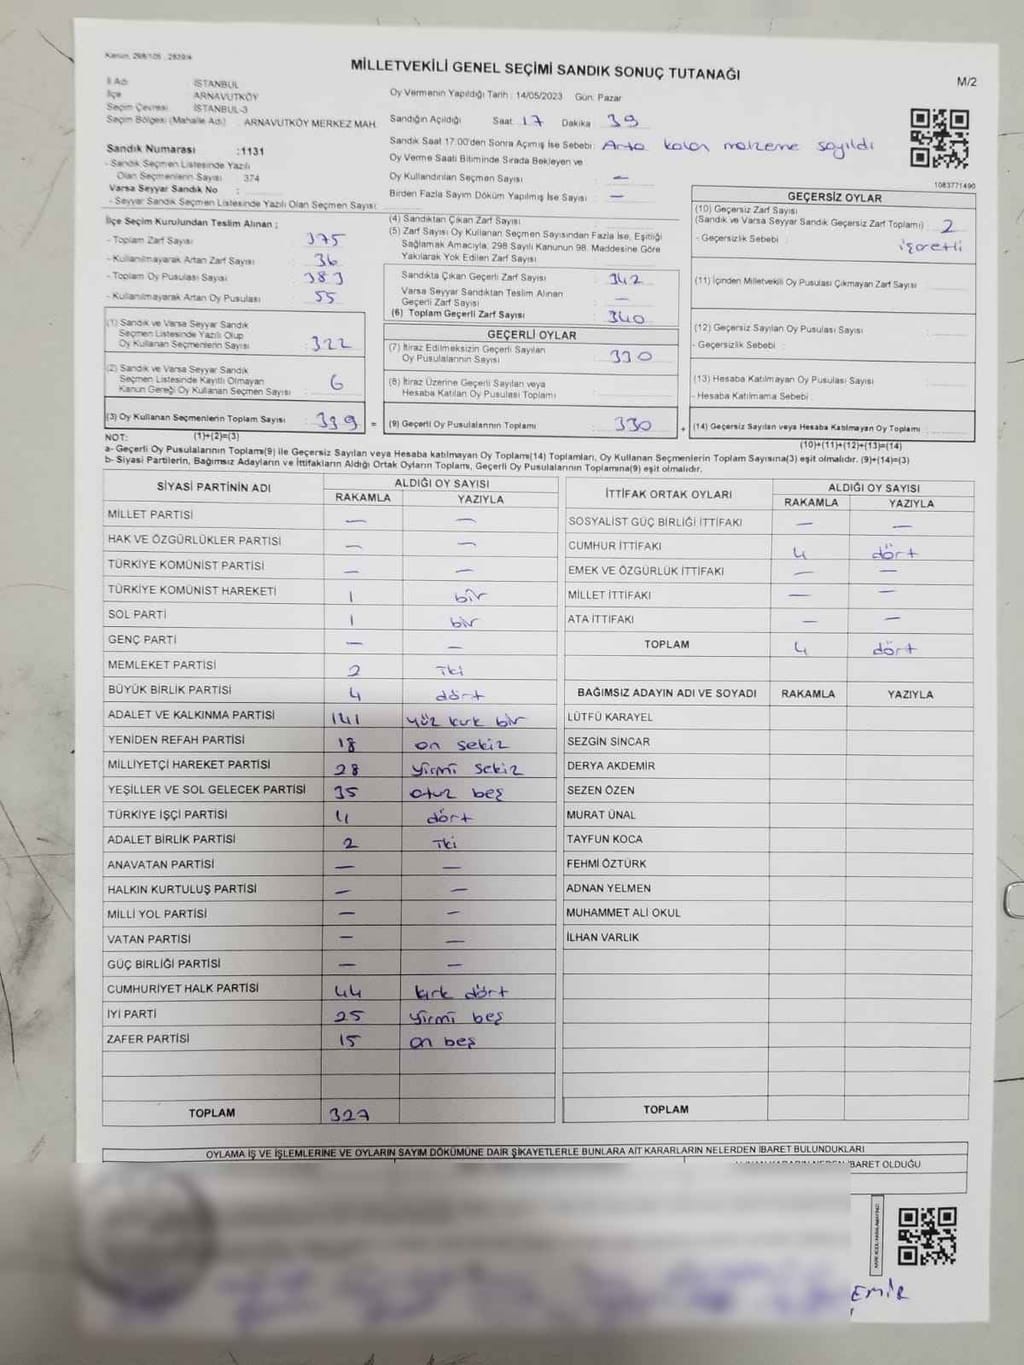 Kanun, 298/105 , 2839/4
MİLLETVEKİLİ GENEL SEÇİMİ SANDIK SONUÇ TUTANAĞI
M/2
İl Adı : İSTANBUL
İlçe : ARNAVUTKÖY
Seçim Çevresi : İSTANBUL-3
Seçim Bölgesi (Mahalle Adı) : ARNAVUTKÖY MERKEZ MAH
Oy Vermenin Yapıldığı Tarih : 14/05/2023 Gün: Pazar
Sandığın Açıldığı Saat 17 Dakika 39
Sandık Saat 17.00'den Sonra Açımış İse Sebebi : Arta kalan malzeme sayıldı
Oy Verme Saati Bitiminde Sırada Bekleyen ve
Oy Kullandırılan Seçmen Sayısı : —
Birden Fazla Sayım Döküm Yapılmış İse Sayısı : —
1083771490
Sandık Numarası :1131
- Sandık Seçmen Listesinde Yazılı
Olan Seçmenlerin Sayısı : 374
Varsa Seyyar Sandık No :
- Seyyar Sandık Seçmen Listesinde Yazılı Olan Seçmen Sayısı:
İlçe Seçim Kurulundan Teslim Alınan :
- Toplam Zarf Sayısı : 375
- Kullanılmayarak Artan Zarf Sayısı : 36
- Toplam Oy Pusulası Sayısı : 383
- Kullanılmayarak Artan Oy Pusulası : 55
(1) Sandık ve Varsa Seyyar Sandık
Seçmen Listesinde Yazılı Olup
Oy Kullanan Seçmenlerin Sayısı : 322
(2) Sandık ve Varsa Seyyar Sandık
Seçmen Listesinde Kayıtlı Olmayan
Kanun Gereği Oy Kullanan Seçmen Sayısı : 6
(3) Oy Kullanan Seçmenlerin Toplam Sayısı : 339 =
(1)+(2)=(3)
(4) Sandıktan Çıkan Zarf Sayısı :
(5) Zarf Sayısı Oy Kullanan Seçmen Sayısından Fazla İse, Eşitliği
Sağlamak Amacıyla, 298 Sayılı Kanunun 98. Maddesine Göre
Yakılarak Yok Edilen Zarf Sayısı :
Sandıkta Çıkan Geçerli Zarf Sayısı : 342
Varsa Seyyar Sandıktan Teslim Alınan
Geçerli Zarf Sayısı : —
(6) Toplam Geçerli Zarf Sayısı : 340
GEÇERLİ OYLAR
(7) İtiraz Edilmeksizin Geçerli Sayılan
Oy Pusulalarının Sayısı : 330
(8) İtiraz Üzerine Geçerli Sayılan veya
Hesaba Katılan Oy Pusulası Toplamı :
(9) Geçerli Oy Pusulalarının Toplamı : 330 +
GEÇERSİZ OYLAR
(10) Geçersiz Zarf Sayısı
(Sandık ve Varsa Seyyar Sandık Geçersiz Zarf Toplamı) : 2
- Geçersizlik Sebebi : işaretli
(11) İçinden Milletvekili Oy Pusulası Çıkmayan Zarf Sayısı :
(12) Geçersiz Sayılan Oy Pusulası Sayısı :
- Geçersizlik Sebebi :
(13) Hesaba Katılmayan Oy Pusulası Sayısı :
- Hesaba Katılmama Sebebi :
(14) Geçersiz Sayılan veya Hesaba Katılmayan Oy Pusulası Toplamı :
(10)+(11)+(12)+(13)=(14)
NOT:
a- Geçerli Oy Pusulalarının Toplamı(9) ile Geçersiz Sayılan veya Hesaba katılmayan Oy Toplamı(14) Toplamları, Oy Kullanan Seçmenlerin Toplam Sayısına(3) eşit olmalıdır. (9)+(14)=(3)
b- Siyasi Partilerin, Bağımsız Adayların ve İttifakların Aldığı Ortak Oyların Toplamı, Geçerli Oy Pusulalarının Toplamına(9) eşit olmalıdır.
SİYASİ PARTİNİN ADI ALDIĞI OY SAYISI
RAKAMLA YAZIYLA
MİLLET PARTİSİ — —
HAK VE ÖZGÜRLÜKLER PARTİSİ — —
TÜRKİYE KOMÜNİST PARTİSİ — —
TÜRKİYE KOMÜNİST HAREKETİ 1 bir
SOL PARTİ 1 bir
GENÇ PARTİ — —
MEMLEKET PARTİSİ 2 iki
BÜYÜK BİRLİK PARTİSİ 4 dört
ADALET VE KALKINMA PARTİSİ 141 yüz kırk bir
YENİDEN REFAH PARTİSİ 18 on sekiz
MİLLİYETÇİ HAREKET PARTİSİ 28 yirmi sekiz
YEŞİLLER VE SOL GELECEK PARTİSİ 35 otuz beş
TÜRKİYE İŞÇİ PARTİSİ 4 dört
ADALET BİRLİK PARTİSİ 2 iki
ANAVATAN PARTİSİ — —
HALKIN KURTULUŞ PARTİSİ — —
MİLLİ YOL PARTİSİ — —
VATAN PARTİSİ — —
GÜÇ BİRLİĞİ PARTİSİ — —
CUMHURİYET HALK PARTİSİ 44 kırk dört
İYİ PARTİ 25 yirmi beş
ZAFER PARTİSİ 15 on beş
TOPLAM 327
İTTİFAK ORTAK OYLARI ALDIĞI OY SAYISI
RAKAMLA YAZIYLA
SOSYALİST GÜÇ BİRLİĞİ İTTİFAKI — —
CUMHUR İTTİFAKI 4 dört
EMEK VE ÖZGÜRLÜK İTTİFAKI — —
MİLLET İTTİFAKI — —
ATA İTTİFAKI — —
TOPLAM 4 dört
BAĞIMSIZ ADAYIN ADI VE SOYADI RAKAMLA YAZIYLA
LÜTFÜ KARAYEL
SEZGİN SİNCAR
DERYA AKDEMİR
SEZEN ÖZEN
MURAT ÜNAL
TAYFUN KOCA
FEHMİ ÖZTÜRK
ADNAN YELMEN
MUHAMMET ALİ OKUL
İLHAN VARLIK
TOPLAM
OYLAMA İŞ VE İŞLEMLERİNE VE OYLARIN SAYIM DÖKÜMÜNE DAİR ŞİKAYETLERLE BUNLARA AİT KARARLARIN NELERDEN İBARET BULUNDUKLARI
İBARET OLDUĞU
EMİR